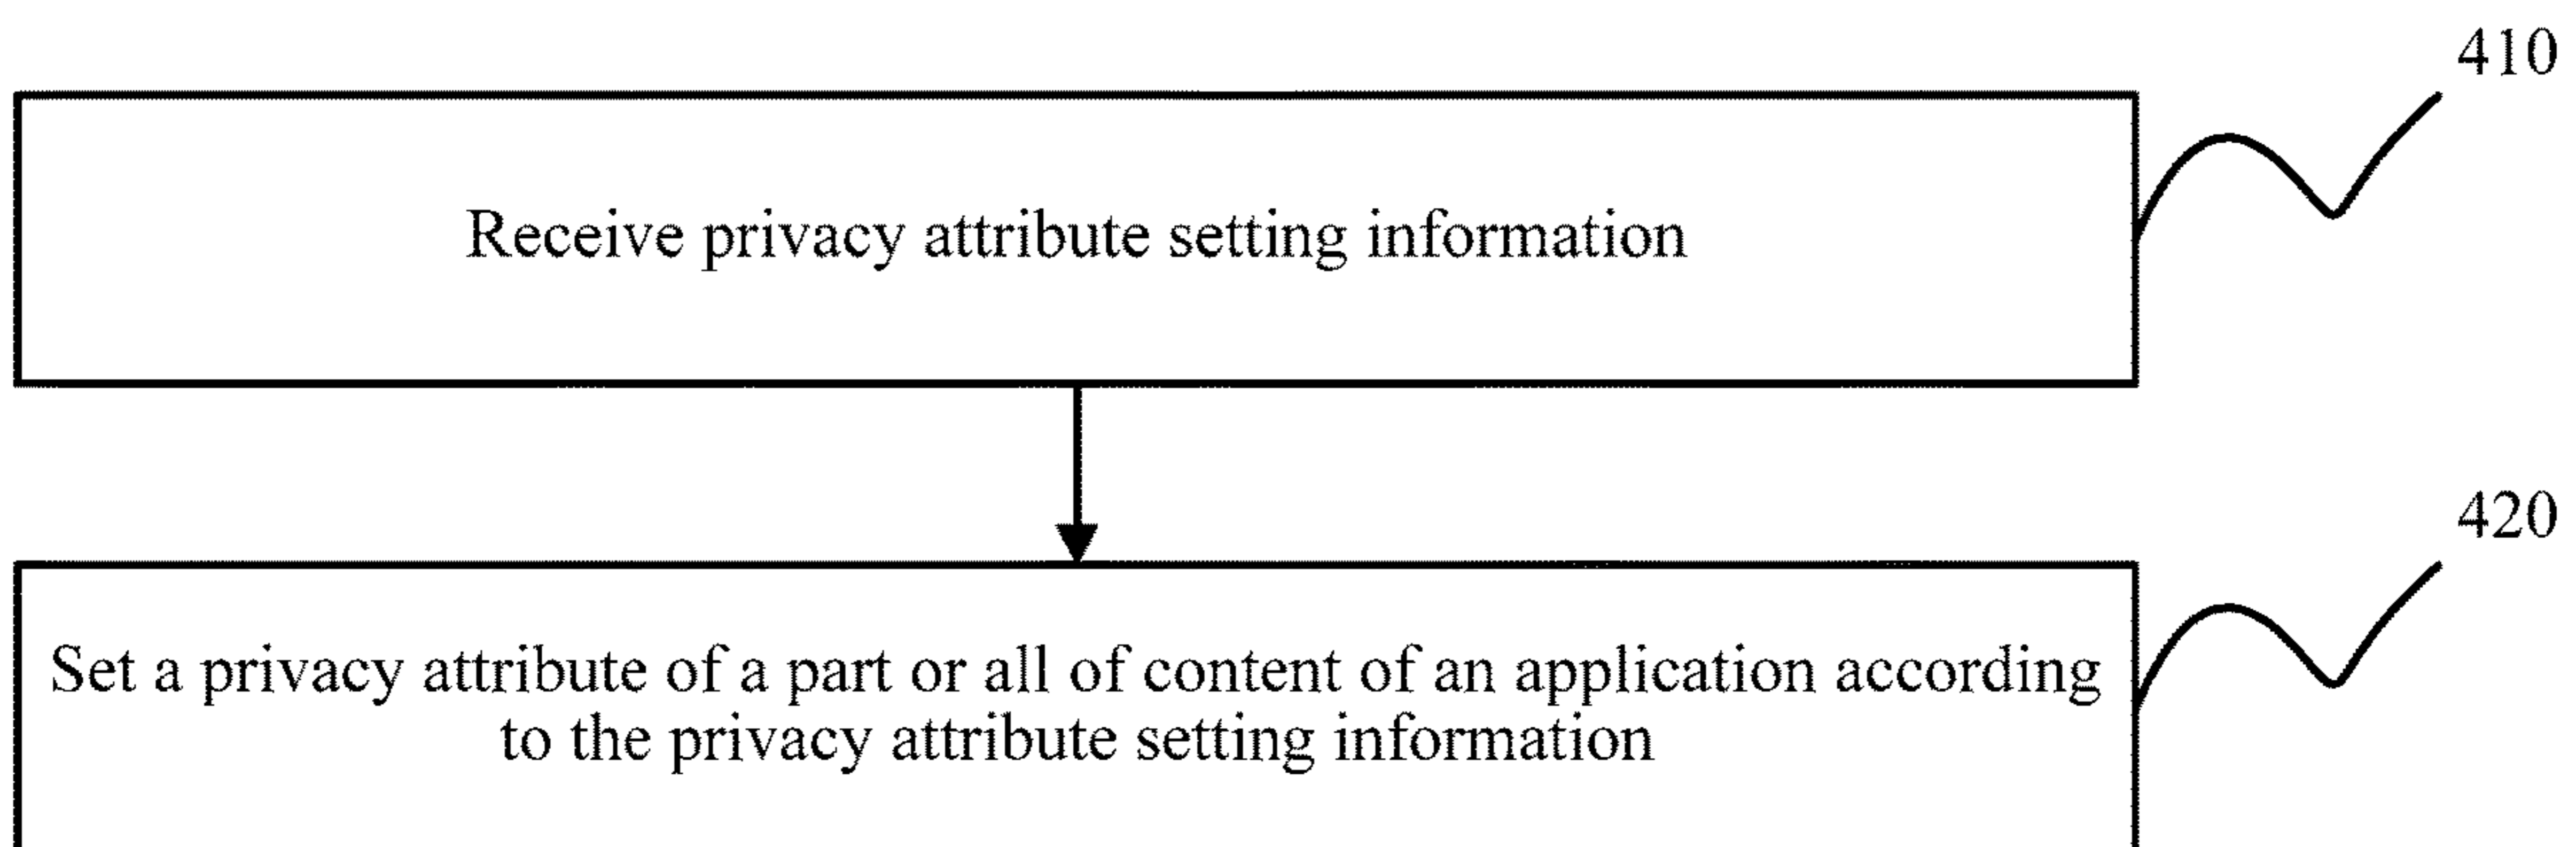 410
Receive privacy attribute setting information
420
Set a privacy attribute of a part or all of content of an application according
to the privacy attribute setting information